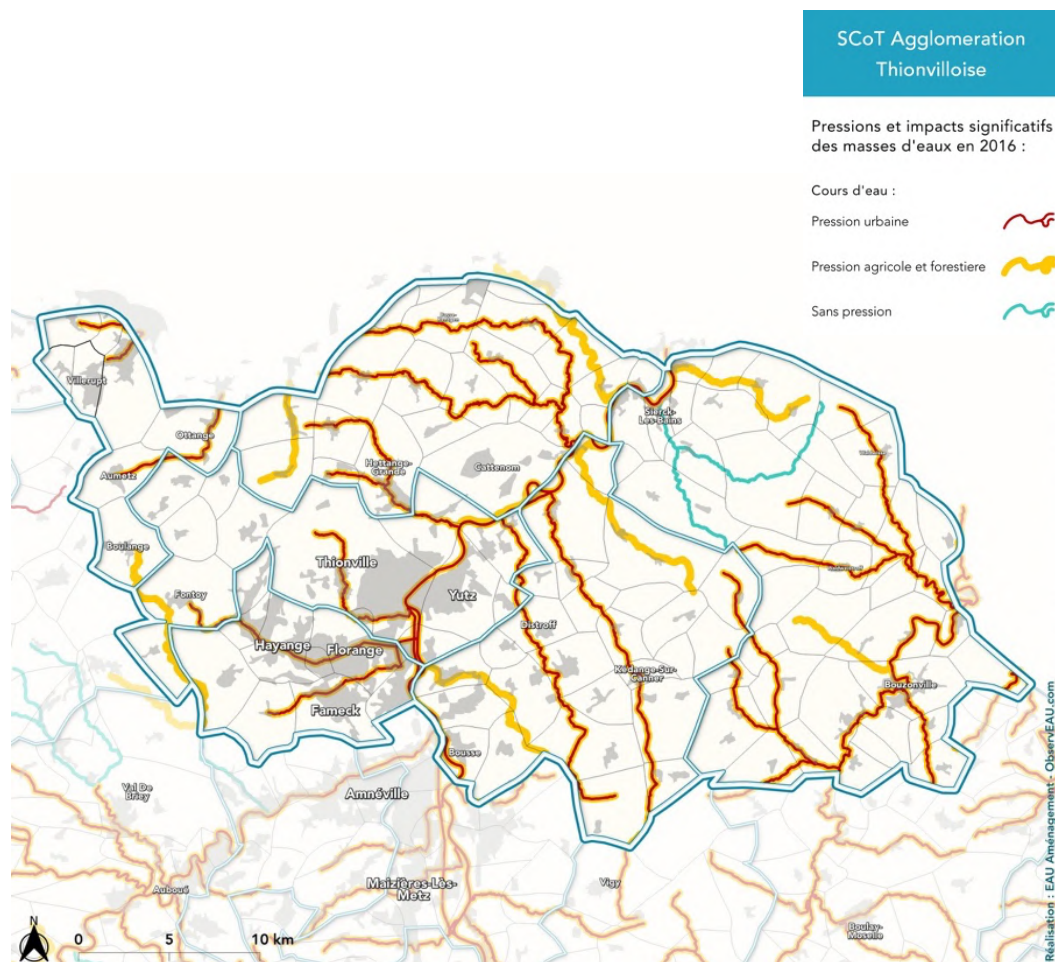 SCoT Agglomeration
Thionvilloise
Pressions et impacts significatifs
des masses d'eaux en 2016 :
Cours d'eau :
Pression urbaine
Pression agricole et forestiere
Sans pression
Villerupt
Ottange
Aumetz
Hettange-
Grande
Cattenom
Sierck-
Les-Bains
Boulange
Thionville
Fontoy
Yutz
Distroff
Hayange
Florange
Kédange-Sur-
Canner
Fameck
Bouzonville
Bousse
Val De
Briey
Amnéville
Auboué
Maizières-Lès-
Metz
Vigy
Boulay-
Moselle
N
0 5 10 km
Réalisation : EAU Aménagement - ObservEAU.com